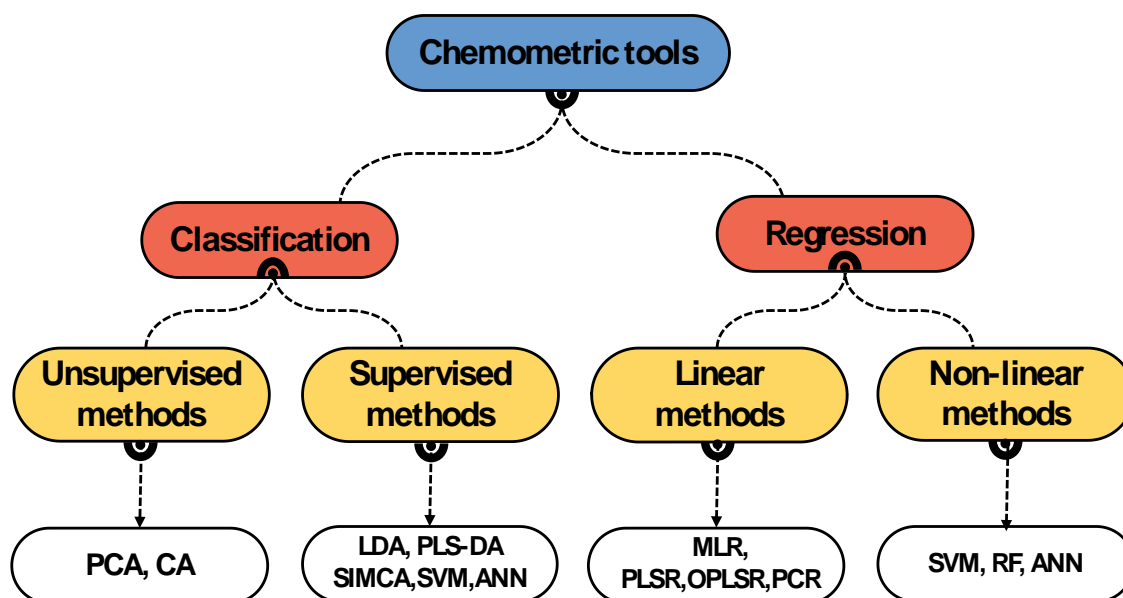 Chemometric tools
Classification
Regression
Unsupervised
methods
Supervised
methods
Linear
methods
Non-linear
methods
PCA, CA
LDA, PLS-DA
SIMCA,SVM,ANN
MLR,
PLSR,OPLSR,PCR
SVM, RF, ANN